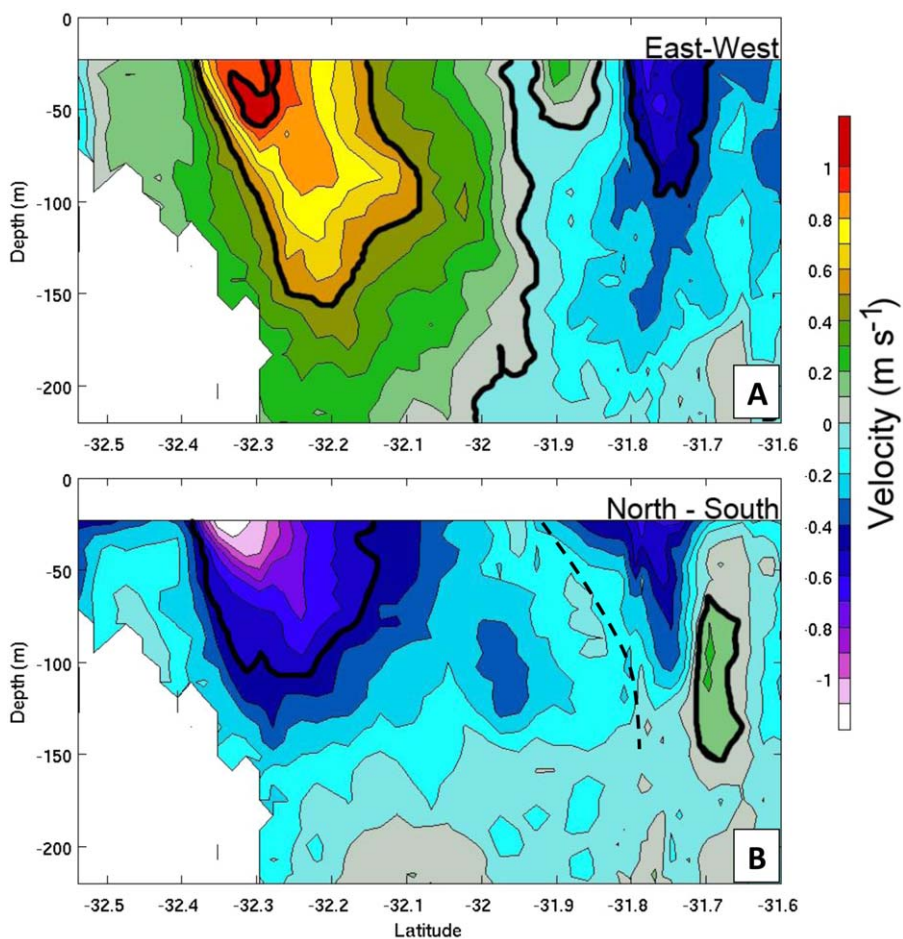 0
East-West
-50
Depth (m)
-100
-150
-200
A
-32.5 -32.4 -32.3 -32.2 -32.1 -32 -31.9 -31.8 -31.7 -31.6
0
North - South
-50
Depth (m)
-100
-150
-200
B
-32.5 -32.4 -32.3 -32.2 -32.1 -32 -31.9 -31.8 -31.7 -31.6
Latitude
1
0.8
0.6
0.4
0.2
0
-0.2
-0.4
-0.6
-0.8
-1
Velocity (m s-1)